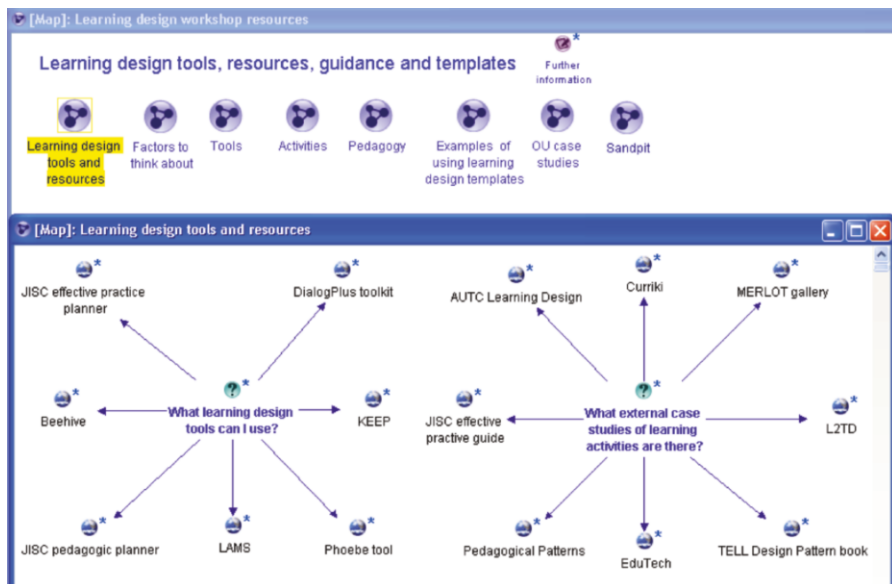 [Map]: Learning design workshop resources
Learning design tools, resources, guidance and templates
*
Further
information
Learning design
tools and
resources
Factors to
think about
Tools
Activities
Pedagogy
Examples of
using learning
design templates
OU case
studies
Sandpit
[Map]: Learning design tools and resources
*
JISC effective practice
planner
*
DialogPlus toolkit
*
AUTC Learning Design
*
Curriki
*
MERLOT gallery
*
Beehive
? *
What learning design
tools can I use?
*
KEEP
*
JISC effective
practive guide
? *
What external case
studies of learning
activities are there?
*
L2TD
*
JISC pedagogic planner
*
LAMS
*
Phoebe tool
*
Pedagogical Patterns
*
EduTech
*
TELL Design Pattern book